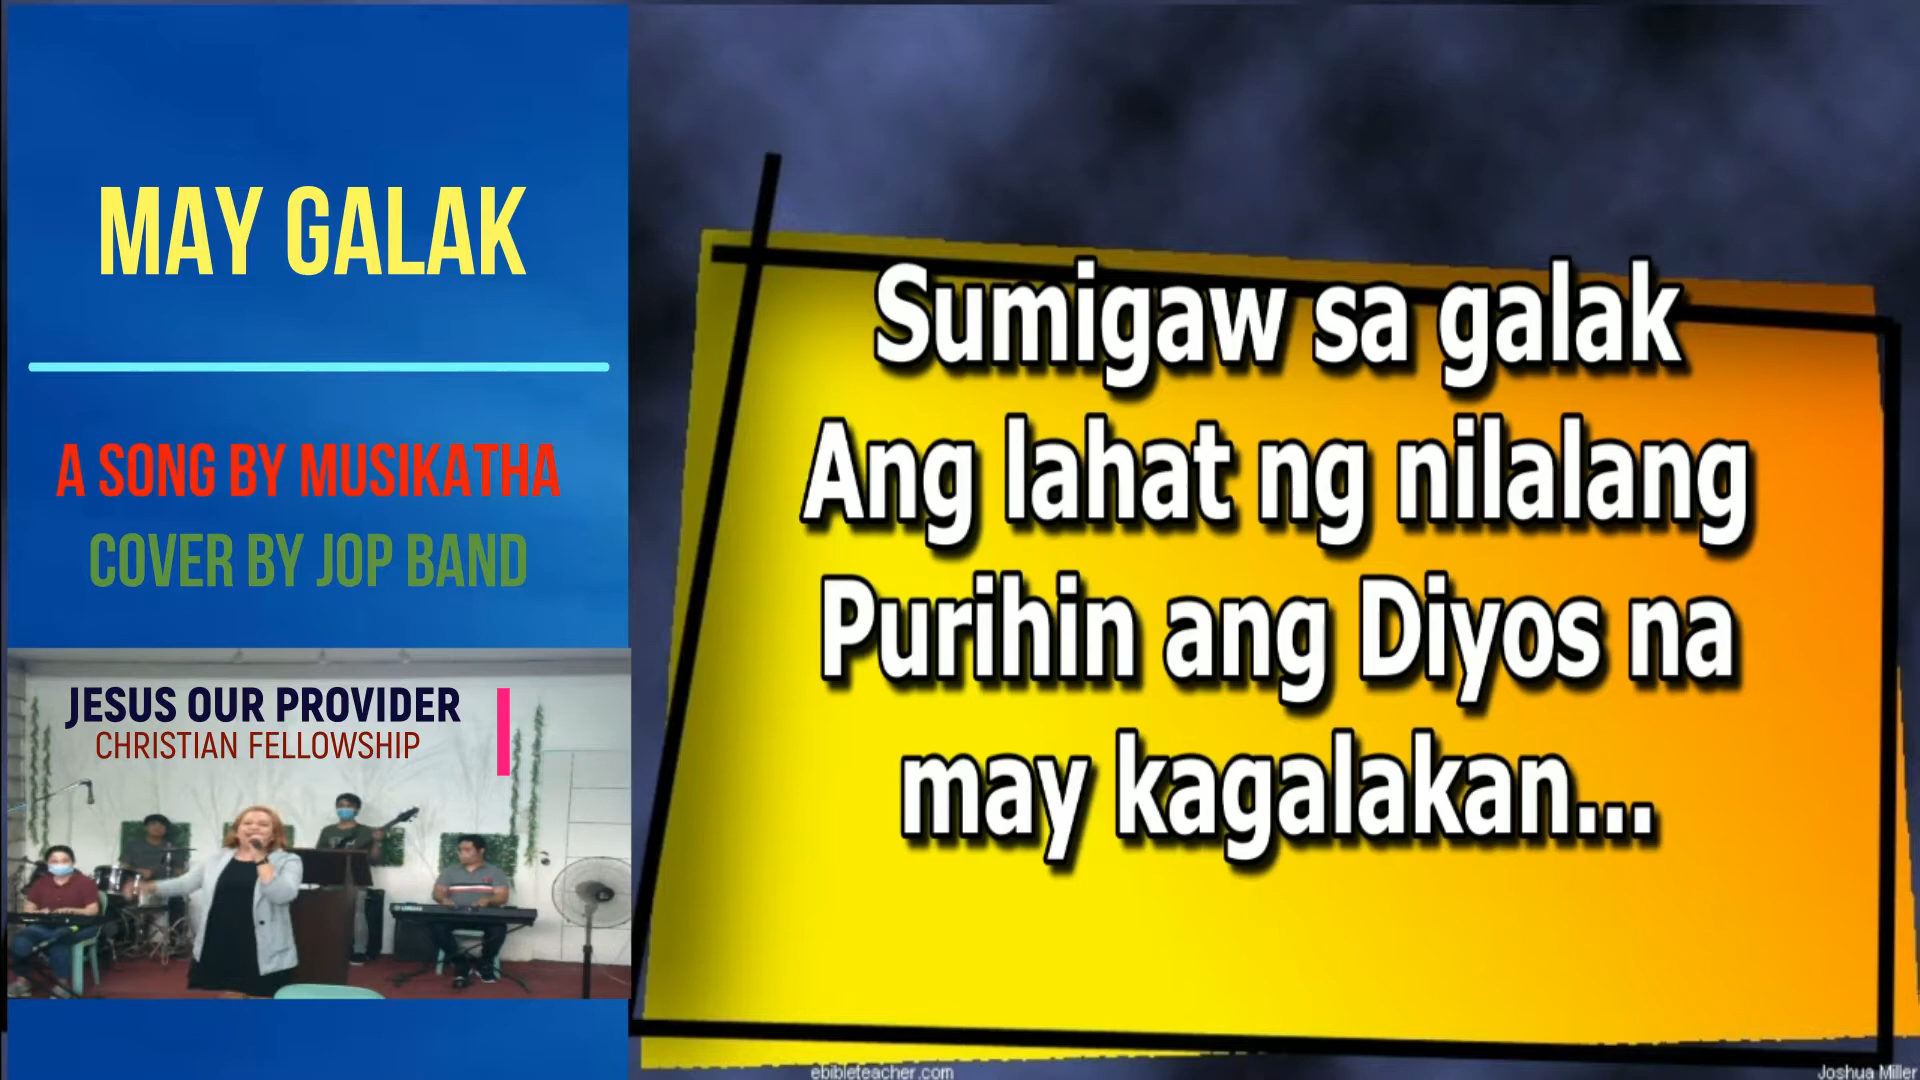 MAY GALAK
A SONG BY MUSIKATHA
COVER BY JOP BAND
JESUS OUR PROVIDER
CHRISTIAN FELLOWSHIP
Sumigaw sa galak
Ang lahat ng nilalang
Purihin ang Diyos na
may kagalakan...
ebibleteacher.com
Joshua Miller